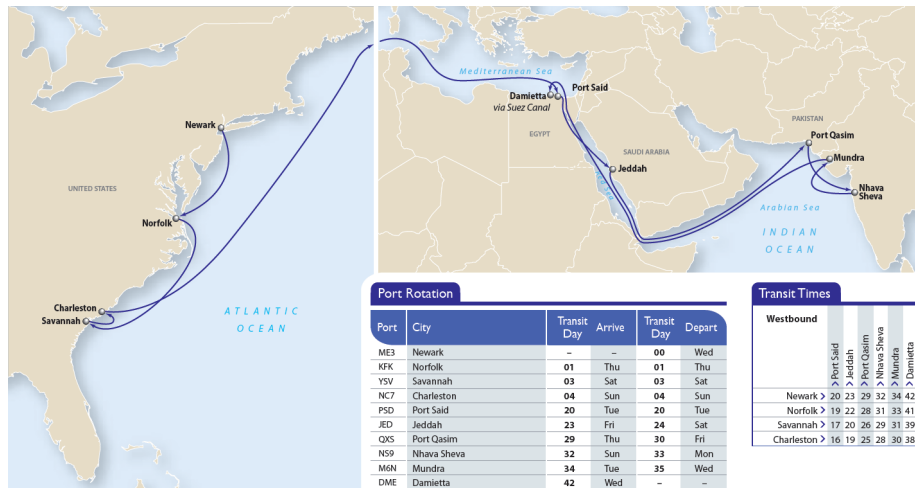 Newark
UNITED STATES
Norfolk
Charleston
Savannah
ATLANTIC
OCEAN
Mediterranean Sea
Damietta
via Suez Canal
Port Said
EGYPT
SAUDI ARABIA
Jeddah
PAKISTAN
Port Qasim
Mundra
Nhava
Sheva
Arabian Sea
INDIAN
OCEAN
Port Rotation
Port City Transit Day Arrive Transit Day Depart
ME3 Newark – – 00 Wed
KFK Norfolk 01 Thu 01 Thu
YSV Savannah 03 Sat 03 Sat
NC7 Charleston 04 Sun 04 Sun
PSD Port Said 20 Tue 20 Tue
JED Jeddah 23 Fri 24 Sat
QXS Port Qasim 29 Thu 30 Fri
NS9 Nhava Sheva 32 Sun 33 Mon
M6N Mundra 34 Tue 35 Wed
DME Damietta 42 Wed – –
Transit Times
Westbound
Port Said
Jeddah
Port Qasim
Nhava Sheva
Mundra
Damietta
Newark 20 23 29 32 34 42
Norfolk 19 22 28 31 33 41
Savannah 17 20 26 29 31 39
Charleston 16 19 25 28 30 38